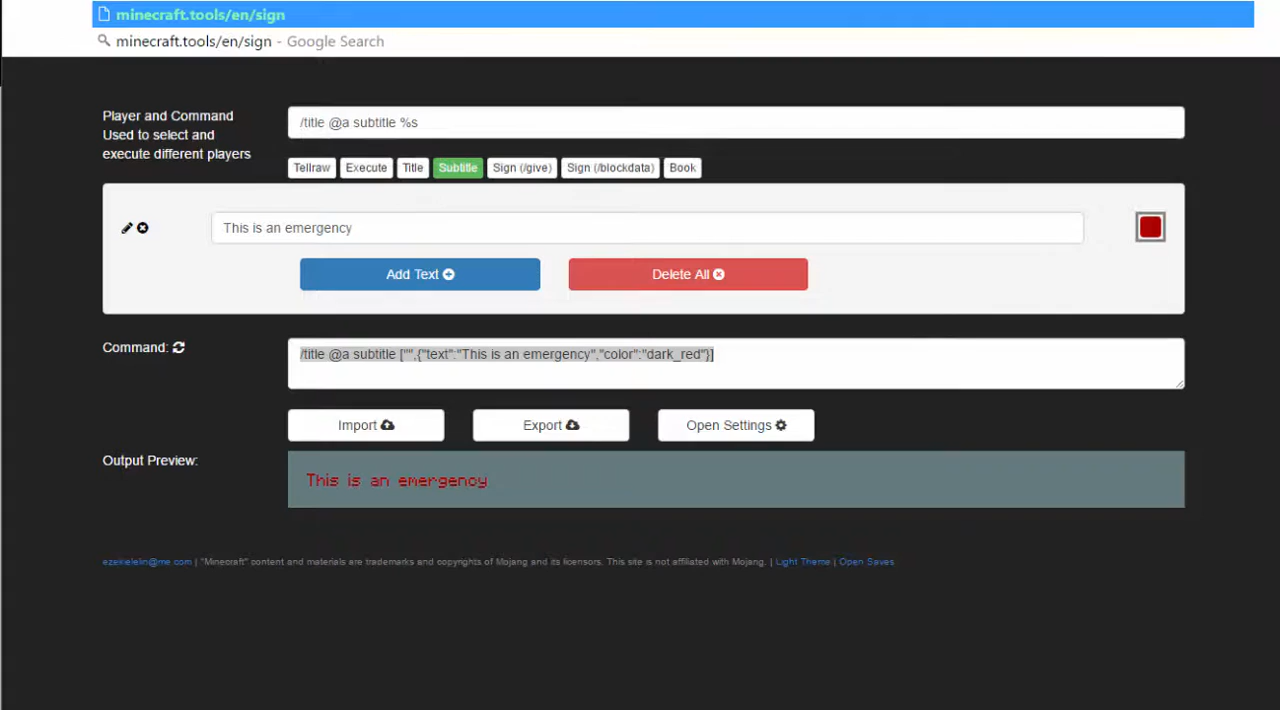 minecraft.tools/en/sign
minecraft.tools/en/sign - Google Search
Player and Command
Used to select and
execute different players
/title @a subtitle %s
Tellraw Execute Title Subtitle Sign (/give) Sign (/blockdata) Book
This is an emergency
Add Text Delete All
Command:
/title @a subtitle ["",{"text":"This is an emergency","color":"dark_red"}]
Import Export Open Settings
Output Preview:
This is an emergency
ezekielelin@me.com | "Minecraft" content and materials are trademarks and copyrights of Mojang and its licensors. This site is not affiliated with Mojang. | Light Theme | Open Saves